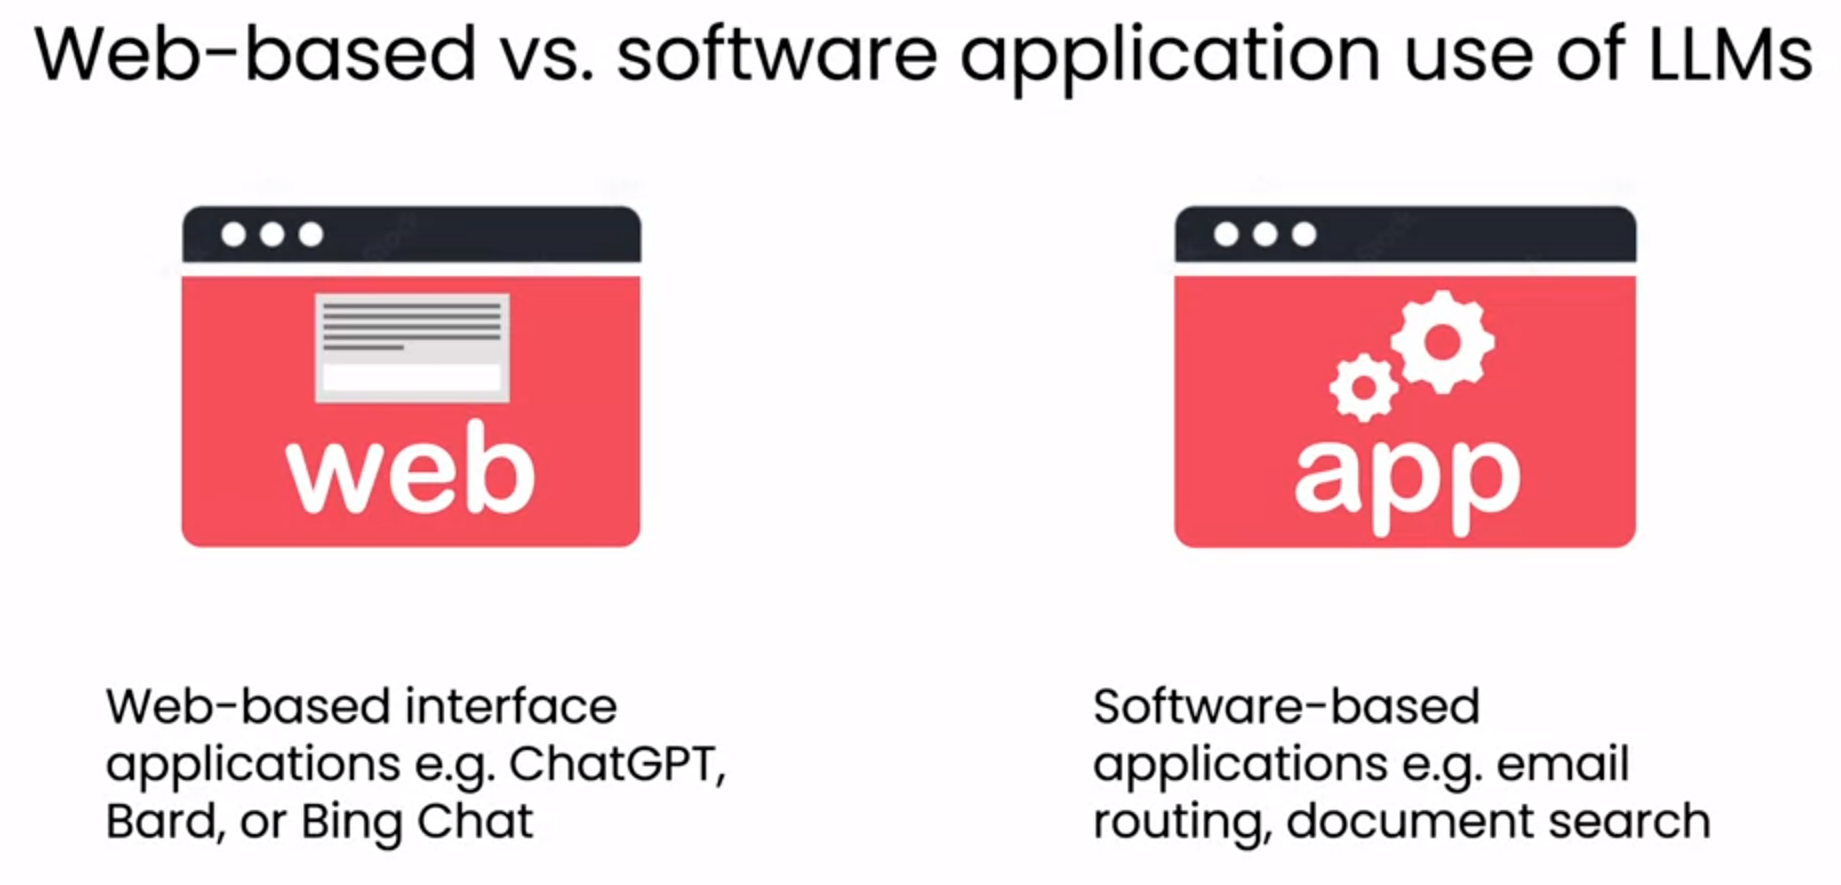 Web-based vs. software application use of LLMs
web
app
Web-based interface
applications e.g. ChatGPT,
Bard, or Bing Chat
Software-based
applications e.g. email
routing, document search